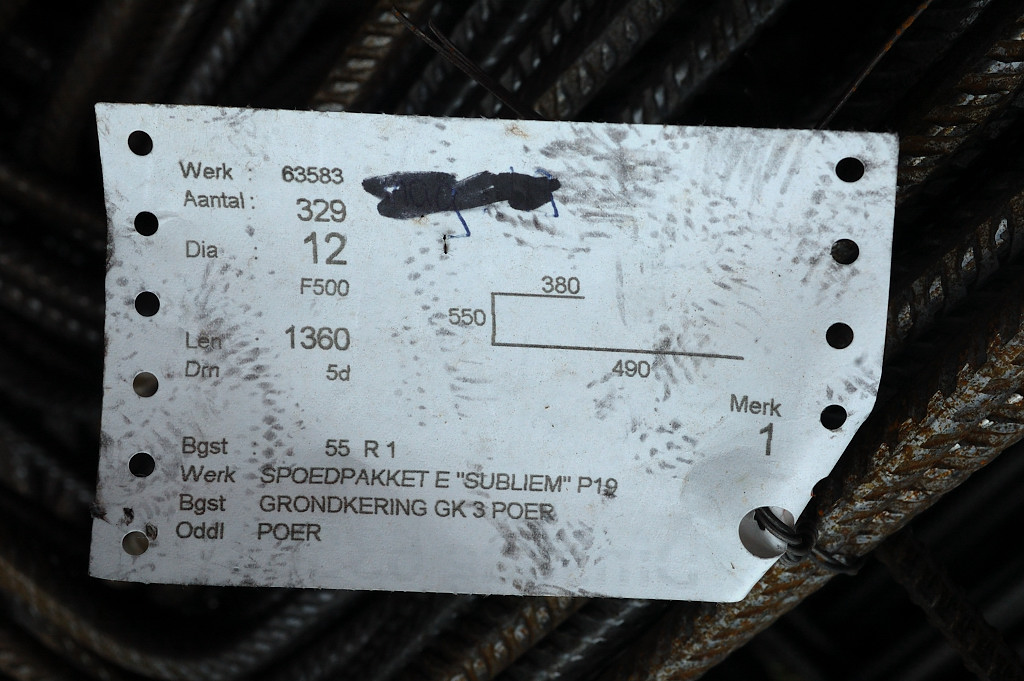 Werk : 63583
Aantal : 329
Dia : 12
F500
380
550
Len : 1360
490
Drn : 5d
Merk
1
Bgst : 55 R 1
Werk SPOEDPAKKET E "SUBLIEM" P19
Bgst GRONDKERING GK 3 POER
Oddl POER